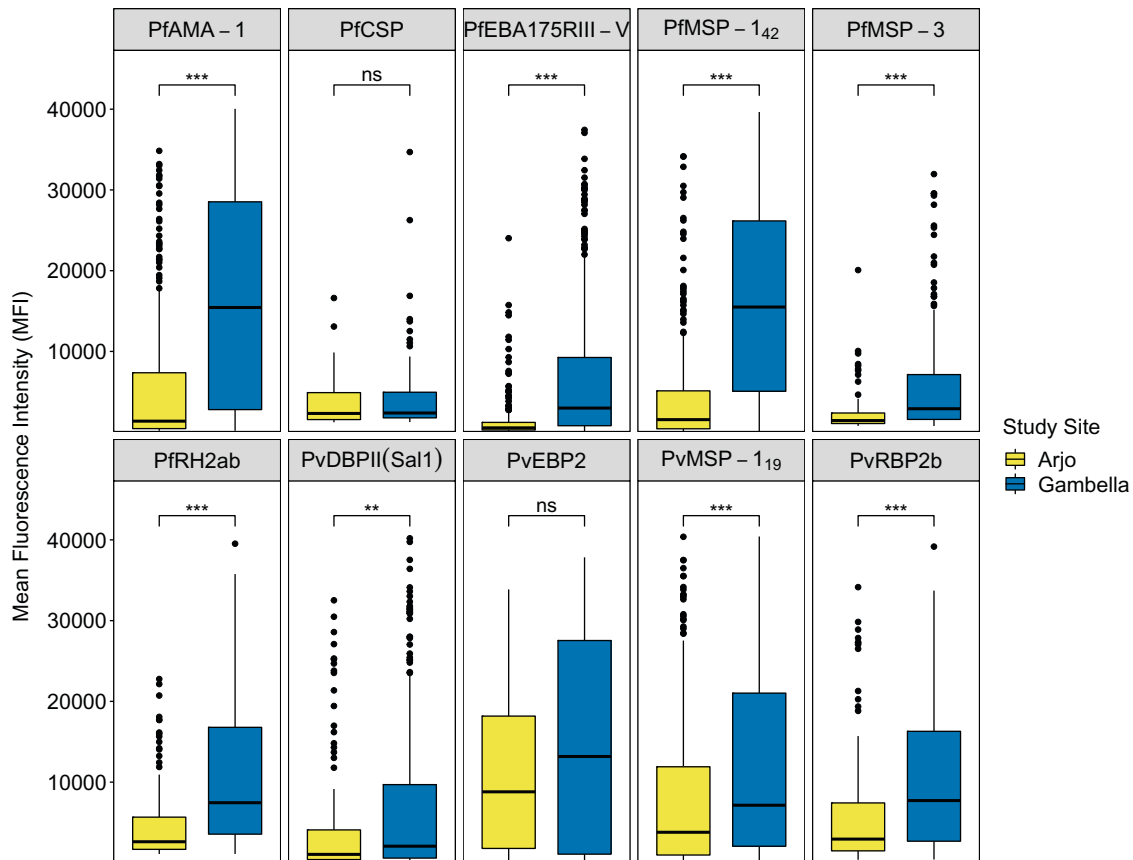 PfAMA – 1 PfCSP PfEBA175RIII – V PfMSP – 1₄₂ PfMSP – 3
*** ns *** *** ***
40000
30000
20000
10000
Mean Fluorescence Intensity (MFI)
PfRH2ab PvDBPII(Sal1) PvEBP2 PvMSP – 1₁₉ PvRBP2b
*** ** ns *** ***
40000
30000
20000
10000
Study Site
Arjo
Gambella